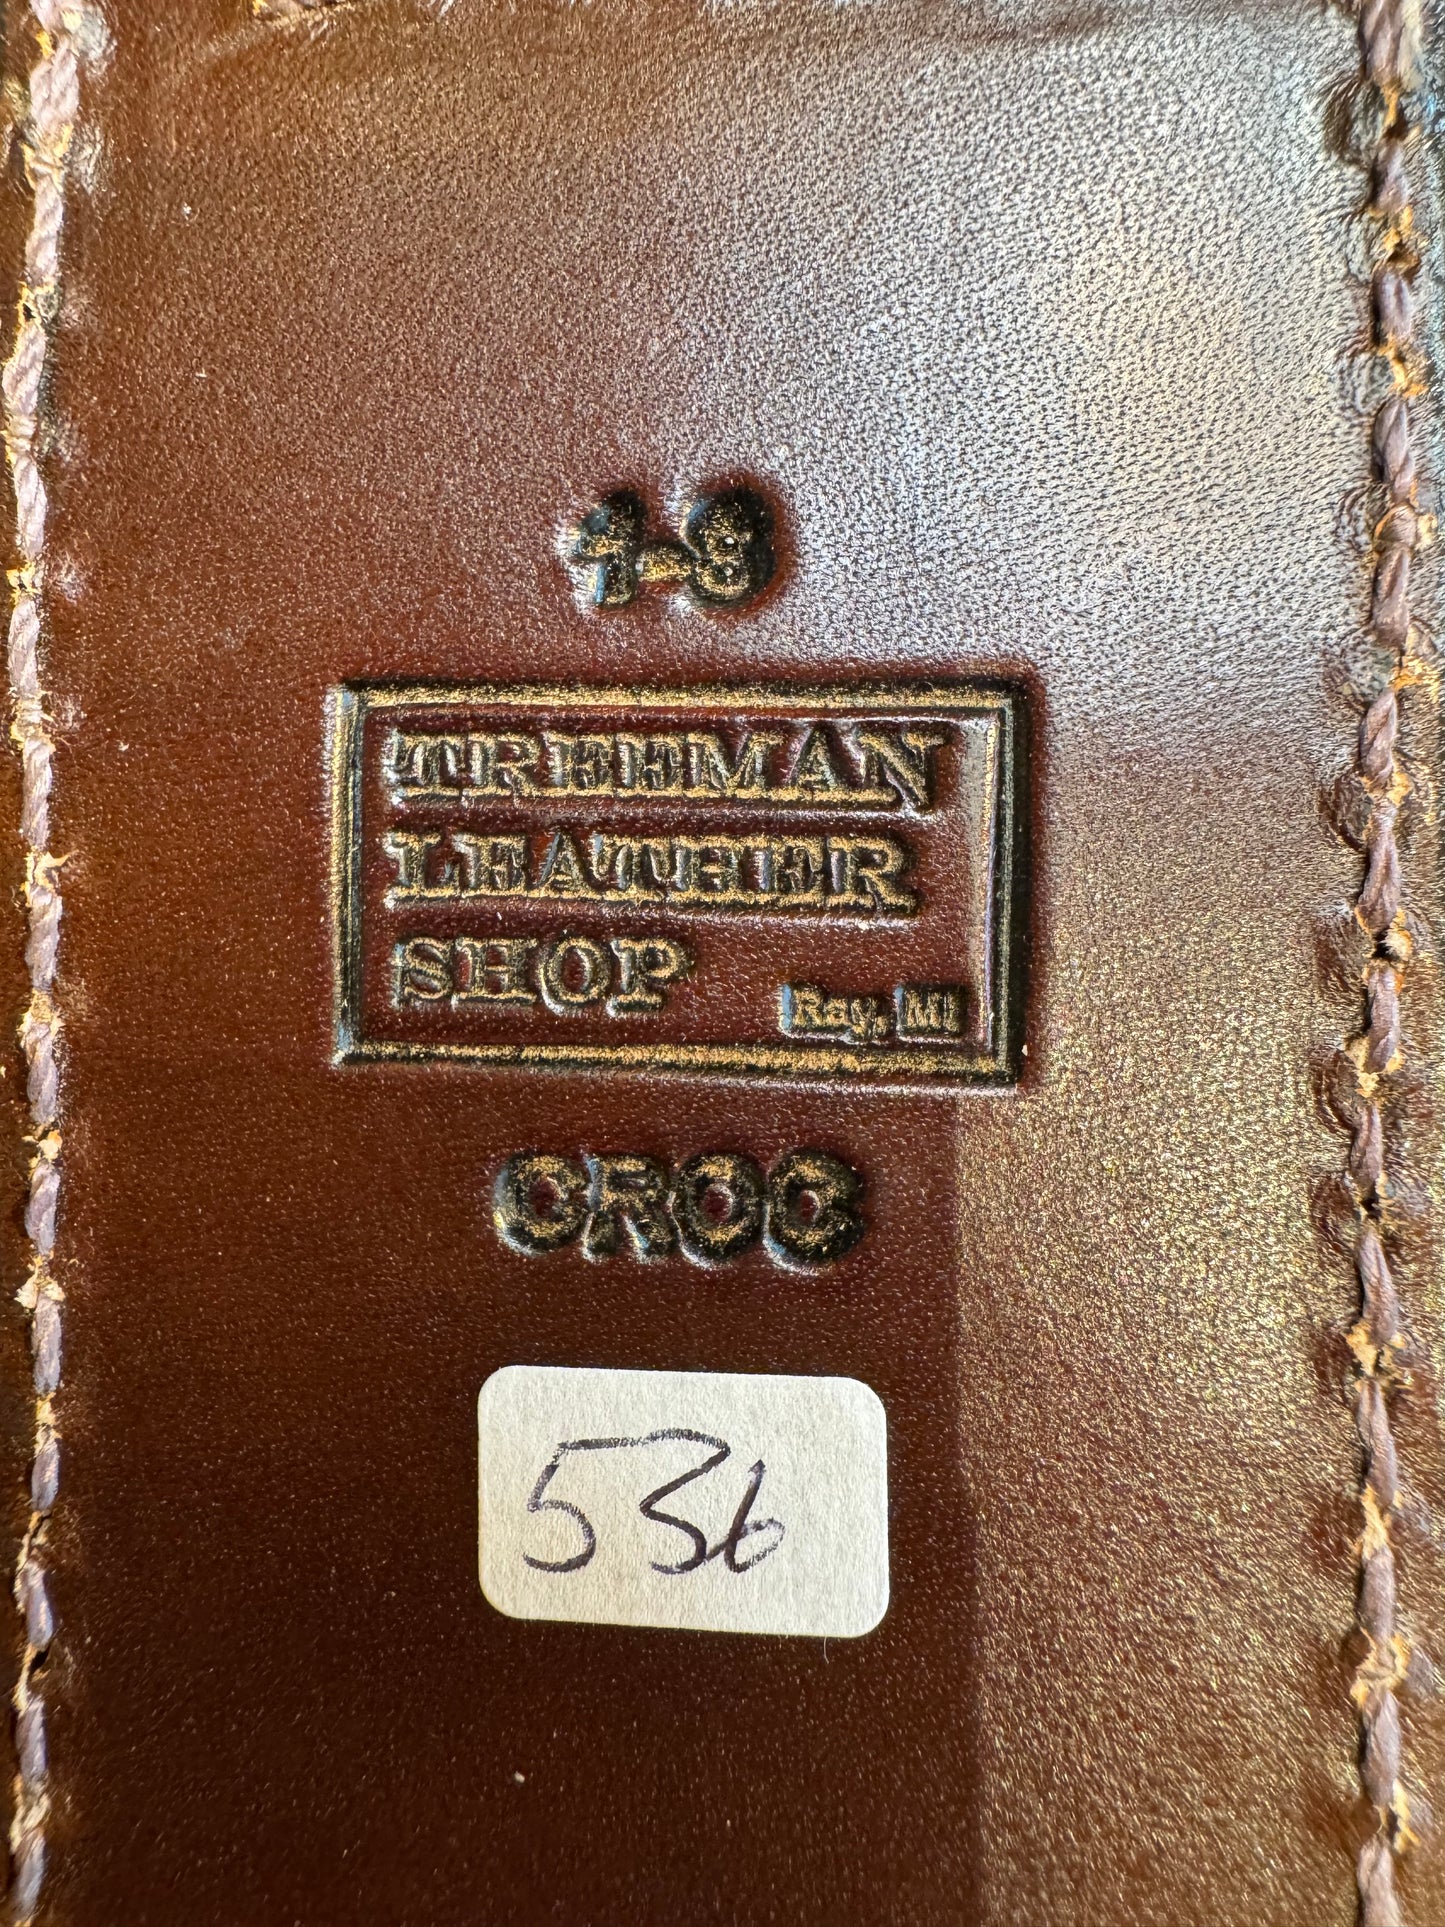 1-8
TREEMAN
LEATHER
SHOP Ray, MI
CROC
536